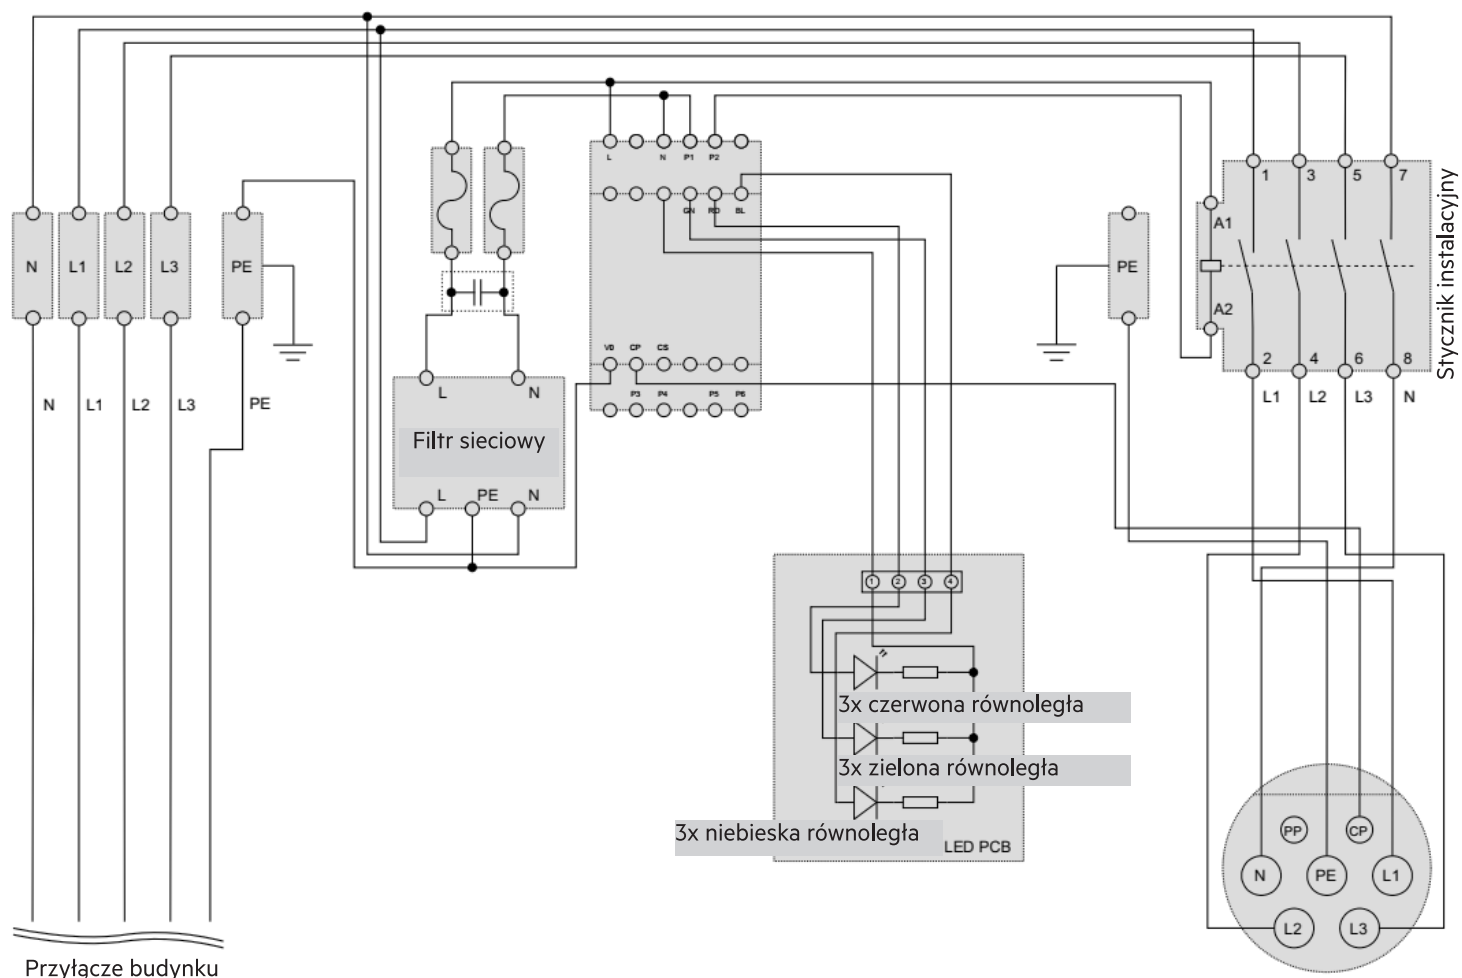 L N P1 P2
GN RD BL
1 3 5 7
A1
N L1 L2 L3 PE
PE
A2
Stycznik instalacyjny
V0 CP CS
2 4 6 8
N L1 L2 L3 PE
L N
P3 P4 P5 P6
L1 L2 L3 N
Filtr sieciowy
L PE N
1 2 3 4
3x czerwona równoległa
3x zielona równoległa
3x niebieska równoległa
LED PCB
PP CP
N PE L1
L2 L3
Przyłącze budynku